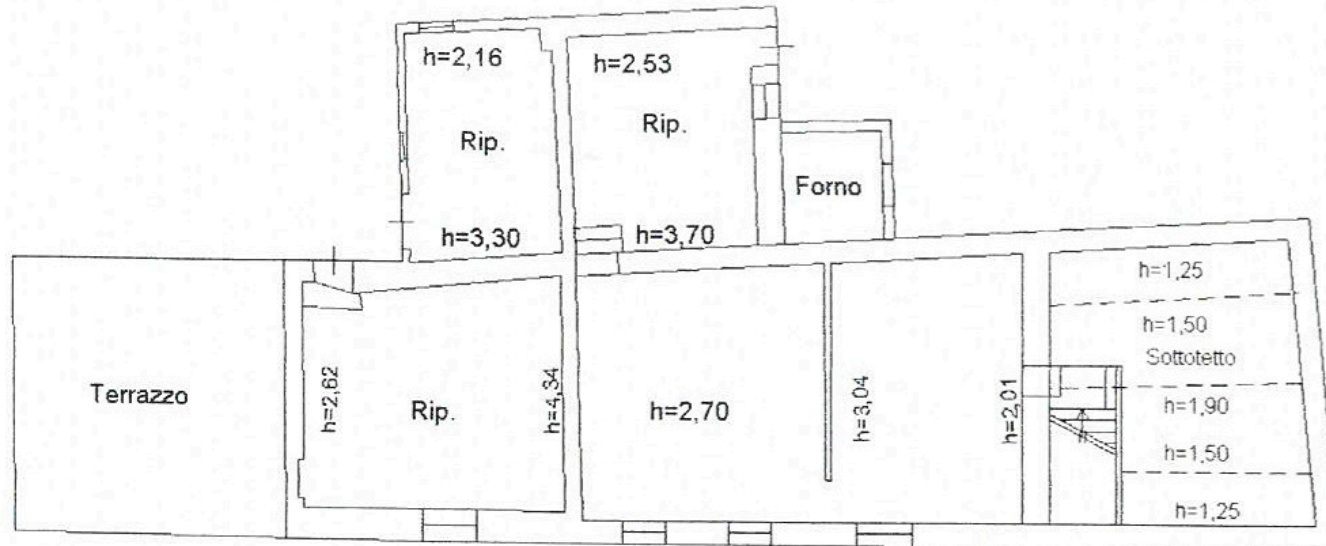 h=2,16
h=2,53
Rip.
Rip.
Forno
h=3,30
h=3,70
h=1,25
h=1,50
Sottotetto
Terrazzo
h=2,62
Rip.
h=4,34
h=2,70
h=3,04
h=2,01
h=1,90
h=1,50
h=1,25